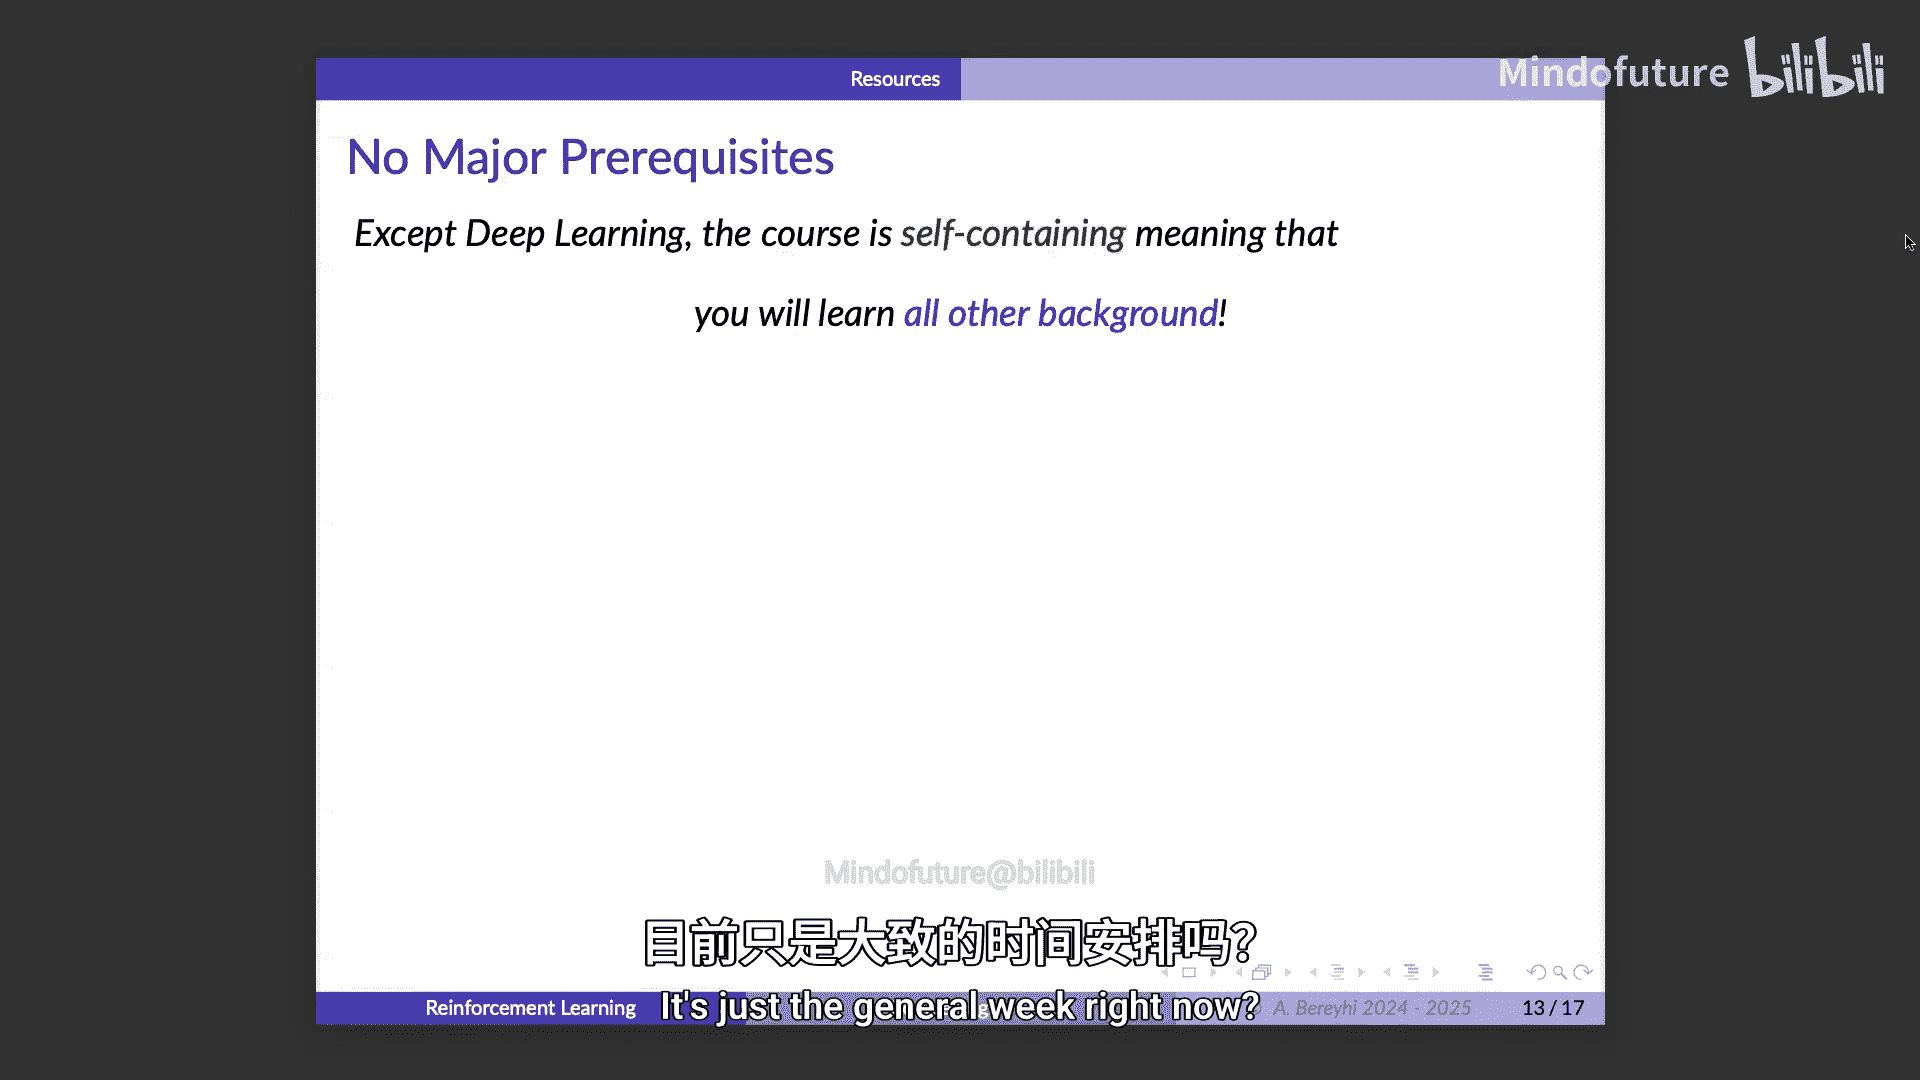 Resources
Mindofuture bilibili
No Major Prerequisites
Except Deep Learning, the course is self-containing meaning that
you will learn all other background!
Mindofuture@bilibili
目前只是大致的时间安排吗?
It's just the general week right now?
Reinforcement Learning
A. Bereyhi 2024 - 2025
13 / 17